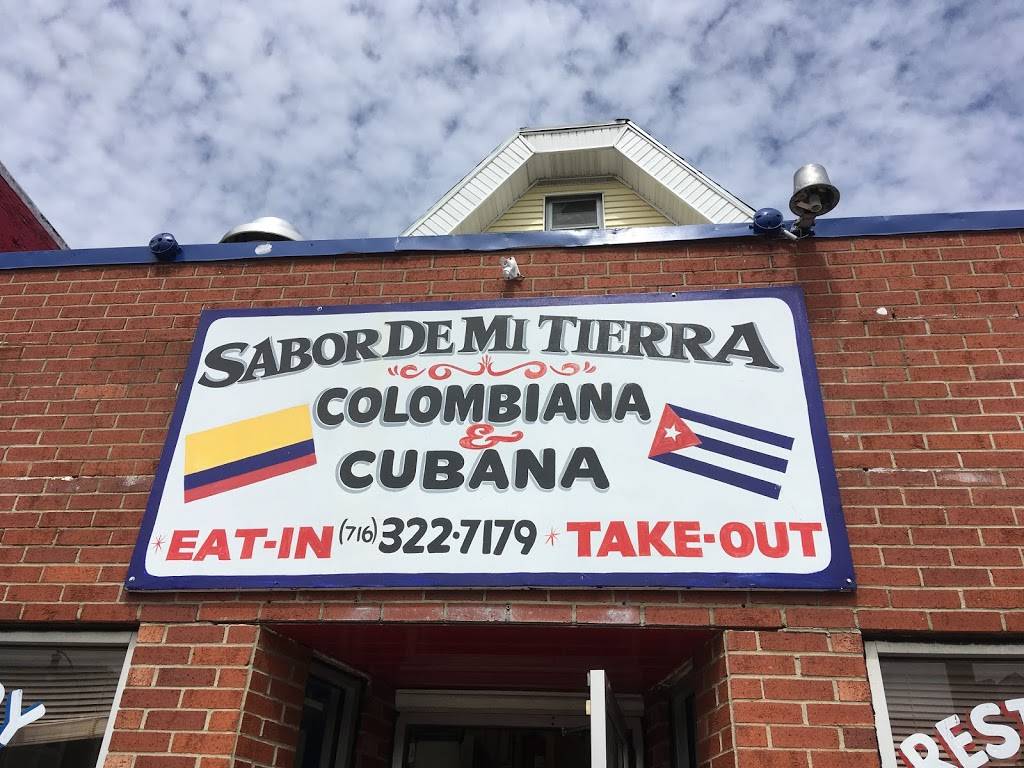 SABOR DE MI TIERRA
COLOMBIANA
&
CUBANA
* EAT-IN (716) 322-7179 * TAKE-OUT